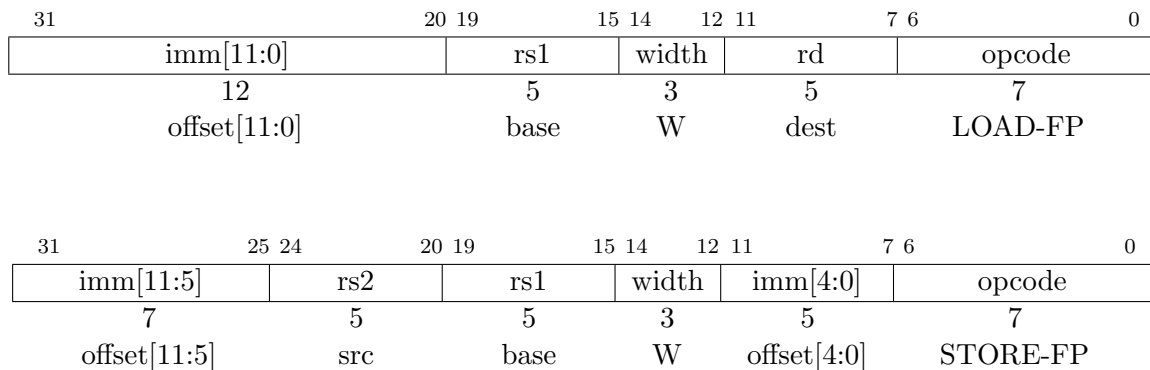 31 20 19 15 14 12 11 7 6 0
imm[11:0] rs1 width rd opcode
12 5 3 5 7
offset[11:0] base W dest LOAD-FP
31 25 24 20 19 15 14 12 11 7 6 0
imm[11:5] rs2 rs1 width imm[4:0] opcode
7 5 5 3 5 7
offset[11:5] src base W offset[4:0] STORE-FP